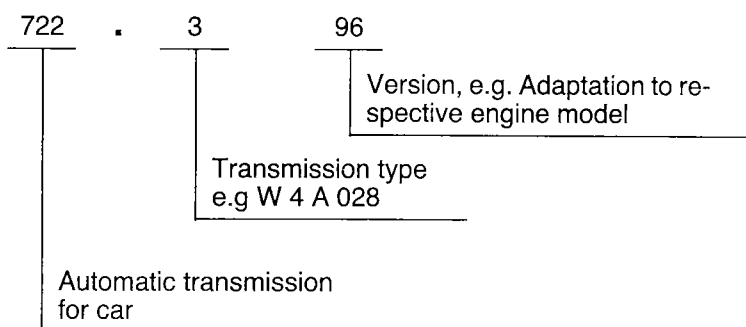 722 . 3 96
Version, e.g. Adaptation to re-
spective engine model
Transmission type
e.g W 4 A 028
Automatic transmission
for car